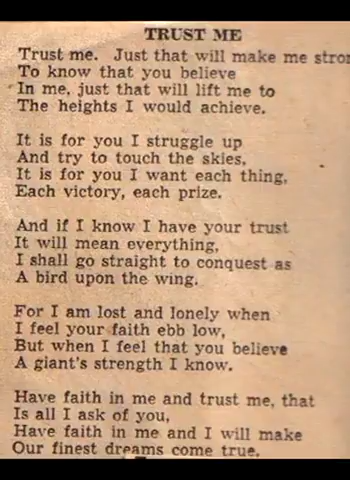 TRUST ME
Trust me. Just that will make me stron
To know that you believe
In me, just that will lift me to
The heights I would achieve.
It is for you I struggle up
And try to touch the skies,
It is for you I want each thing,
Each victory, each prize.
And if I know I have your trust
It will mean everything,
I shall go straight to conquest as
A bird upon the wing.
For I am lost and lonely when
I feel your faith ebb low,
But when I feel that you believe
A giant's strength I know.
Have faith in me and trust me, that
Is all I ask of you,
Have faith in me and I will make
Our finest dreams come true.